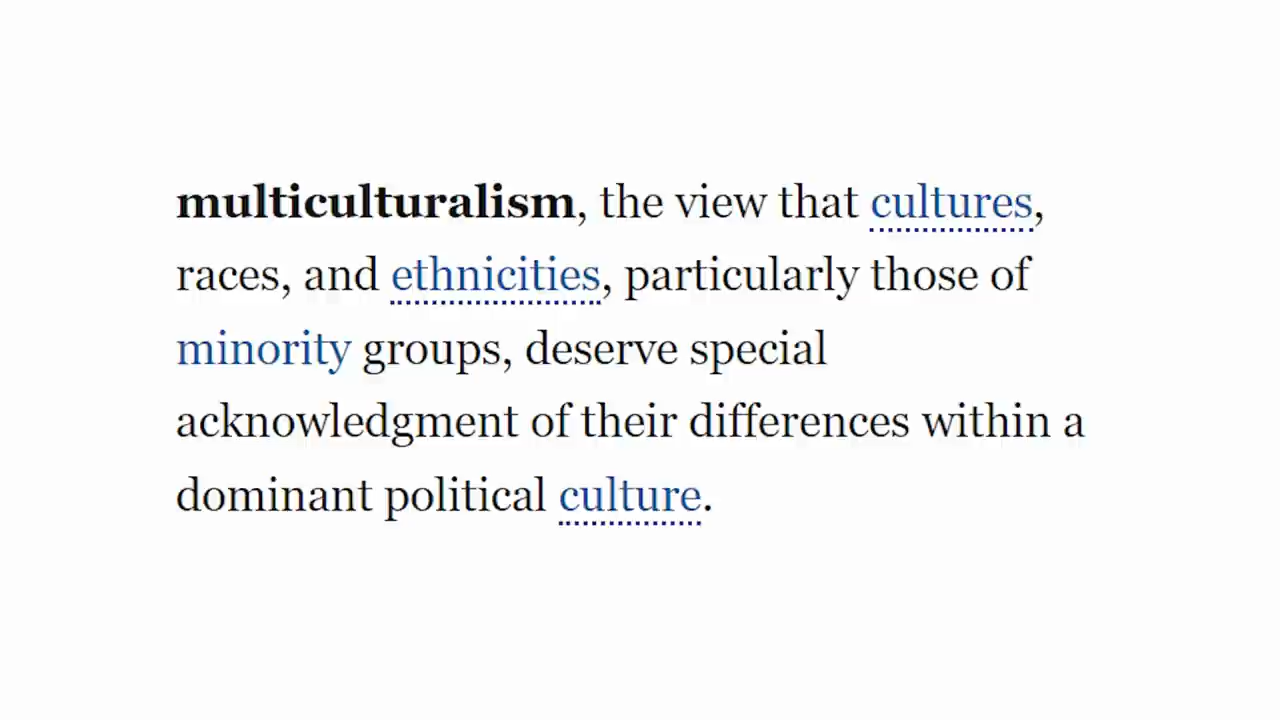 multiculturalism, the view that cultures,
races, and ethnicities, particularly those of
minority groups, deserve special
acknowledgment of their differences within a
dominant political culture.